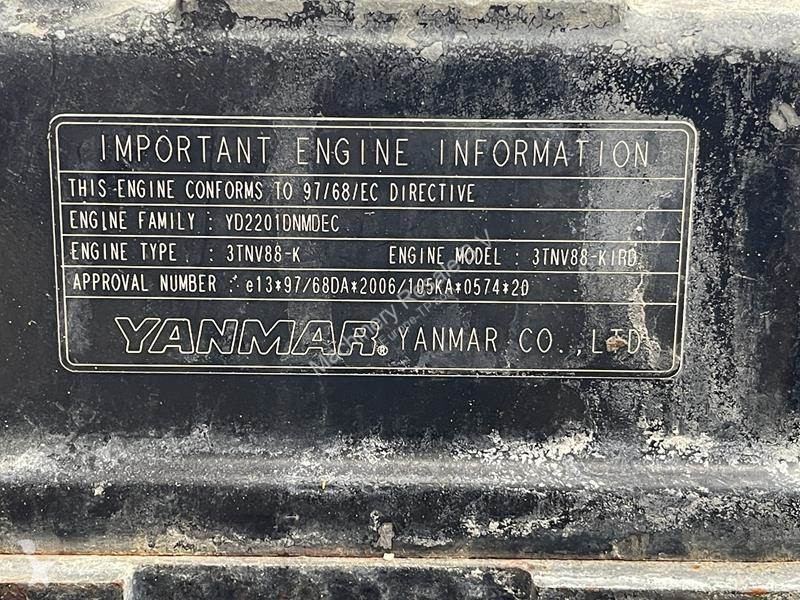 IMPORTANT ENGINE INFORMATION
THIS ENGINE CONFORMS TO 97/68/EC DIRECTIVE
ENGINE FAMILY : YD2201DNMDEC
ENGINE TYPE : 3TNV88-K ENGINE MODEL : 3TNV88-KIRD
APPROVAL NUMBER : e13*97/68DA*2006/105KA*0574*20
YANMAR® YANMAR CO.,LTD